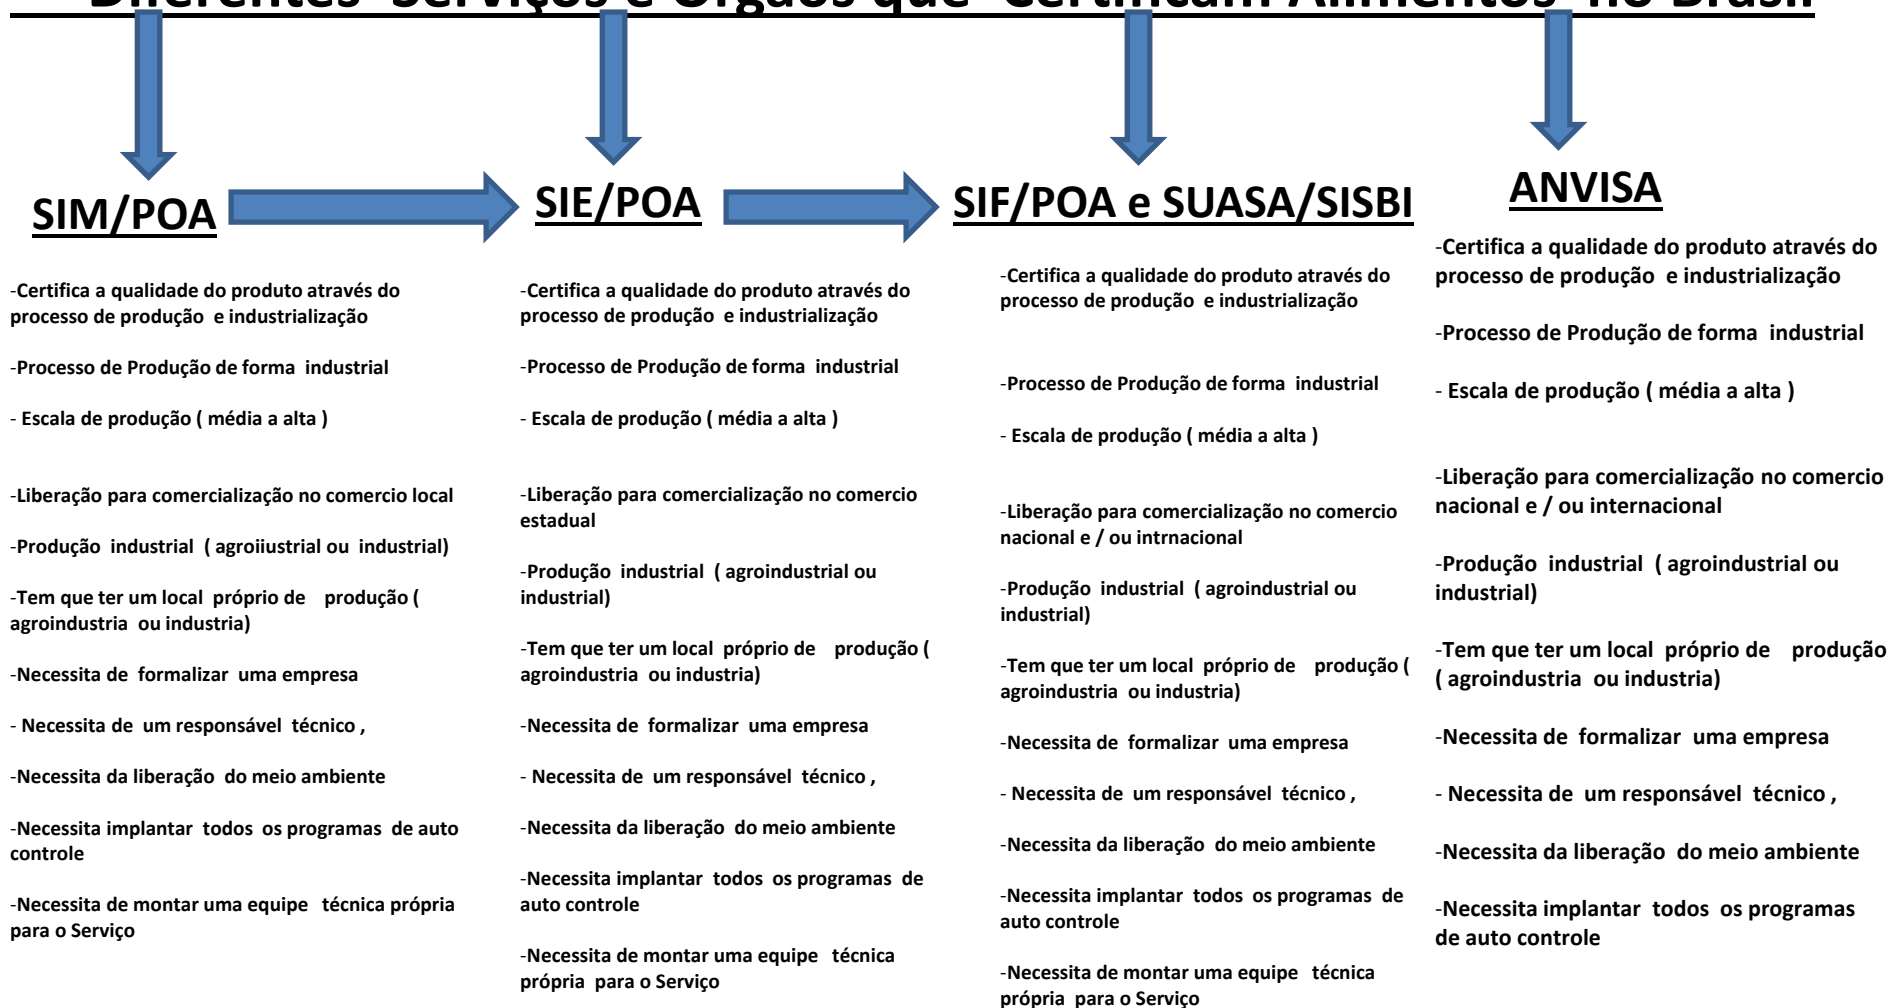 Diferentes Serviços e Órgãos que Certificam Alimentos no Brasil
SIM/POA
-Certifica a qualidade do produto através do
processo de produção e industrialização
-Processo de Produção de forma industrial
- Escala de produção ( média a alta )
-Liberação para comercialização no comercio local
-Produção industrial ( agroiiustrial ou industrial)
-Tem que ter um local próprio de produção (
agroindustria ou industria)
-Necessita de formalizar uma empresa
- Necessita de um responsável técnico ,
-Necessita da liberação do meio ambiente
-Necessita implantar todos os programas de auto
controle
-Necessita de montar uma equipe técnica própria
para o Serviço
SIE/POA
-Certifica a qualidade do produto através do
processo de produção e industrialização
-Processo de Produção de forma industrial
- Escala de produção ( média a alta )
-Liberação para comercialização no comercio
estadual
-Produção industrial ( agroindustrial ou
industrial)
-Tem que ter um local próprio de produção (
agroindustria ou industria)
-Necessita de formalizar uma empresa
- Necessita de um responsável técnico ,
-Necessita da liberação do meio ambiente
-Necessita implantar todos os programas de
auto controle
-Necessita de montar uma equipe técnica
própria para o Serviço
SIF/POA e SUASA/SISBI
-Certifica a qualidade do produto através do
processo de produção e industrialização
-Processo de Produção de forma industrial
- Escala de produção ( média a alta )
-Liberação para comercialização no comercio
nacional e / ou intrnacional
-Produção industrial ( agroindustrial ou
industrial)
-Tem que ter um local próprio de produção (
agroindustria ou industria)
-Necessita de formalizar uma empresa
- Necessita de um responsável técnico ,
-Necessita da liberação do meio ambiente
-Necessita implantar todos os programas de
auto controle
-Necessita de montar uma equipe técnica
própria para o Serviço
ANVISA
-Certifica a qualidade do produto através do
processo de produção e industrialização
-Processo de Produção de forma industrial
- Escala de produção ( média a alta )
-Liberação para comercialização no comercio
nacional e / ou internacional
-Produção industrial ( agroindustrial ou
industrial)
-Tem que ter um local próprio de produção
( agroindustria ou industria)
-Necessita de formalizar uma empresa
- Necessita de um responsável técnico ,
-Necessita da liberação do meio ambiente
-Necessita implantar todos os programas
de auto controle